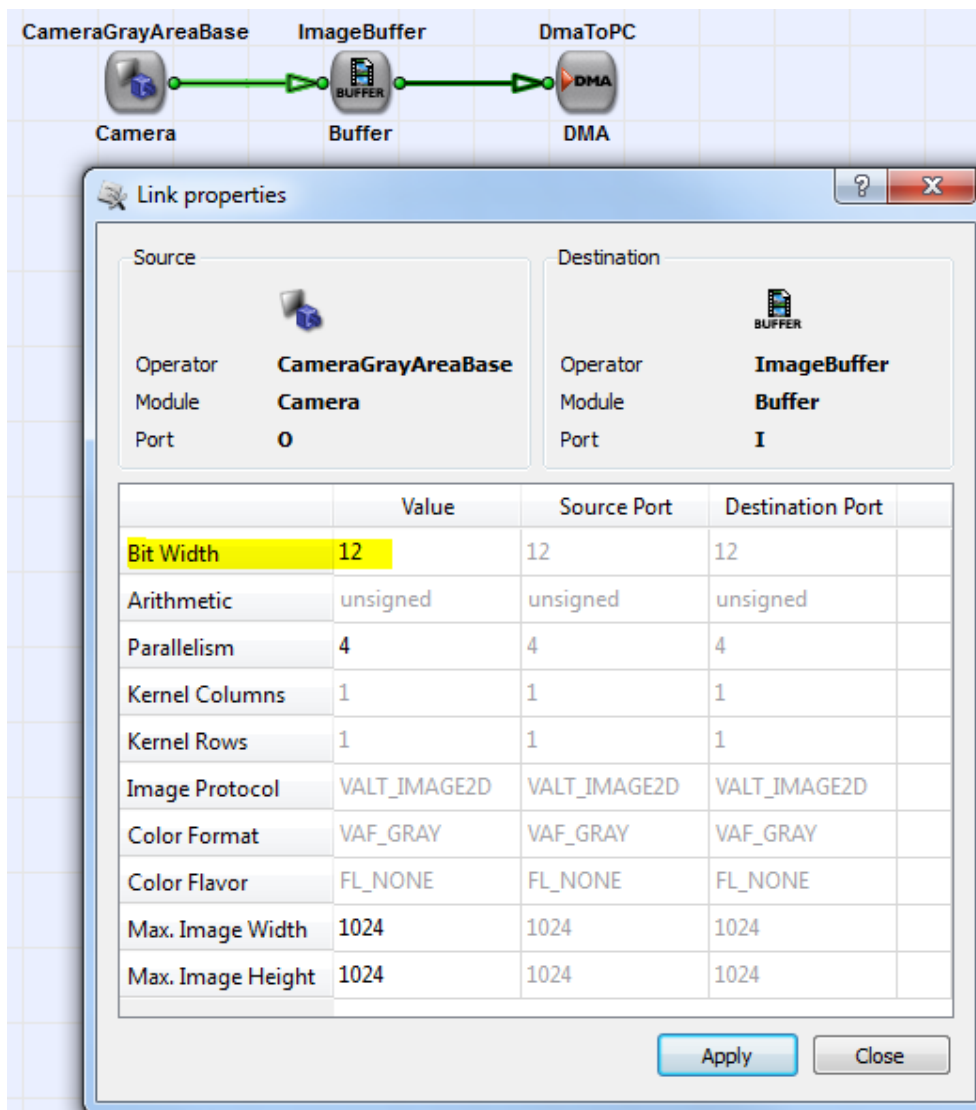 CameraGrayAreaBase ImageBuffer DmaToPC
BUFFER DMA
Camera Buffer DMA
Link properties
Source Destination
BUFFER
Operator CameraGrayAreaBase Operator ImageBuffer
Module Camera Module Buffer
Port O Port I
Value Source Port Destination Port
Bit Width 12 12 12
Arithmetic unsigned unsigned unsigned
Parallelism 4 4 4
Kernel Columns 1 1 1
Kernel Rows 1 1 1
Image Protocol VALT_IMAGE2D VALT_IMAGE2D VALT_IMAGE2D
Color Format VAF_GRAY VAF_GRAY VAF_GRAY
Color Flavor FL_NONE FL_NONE FL_NONE
Max. Image Width 1024 1024 1024
Max. Image Height 1024 1024 1024
Apply Close